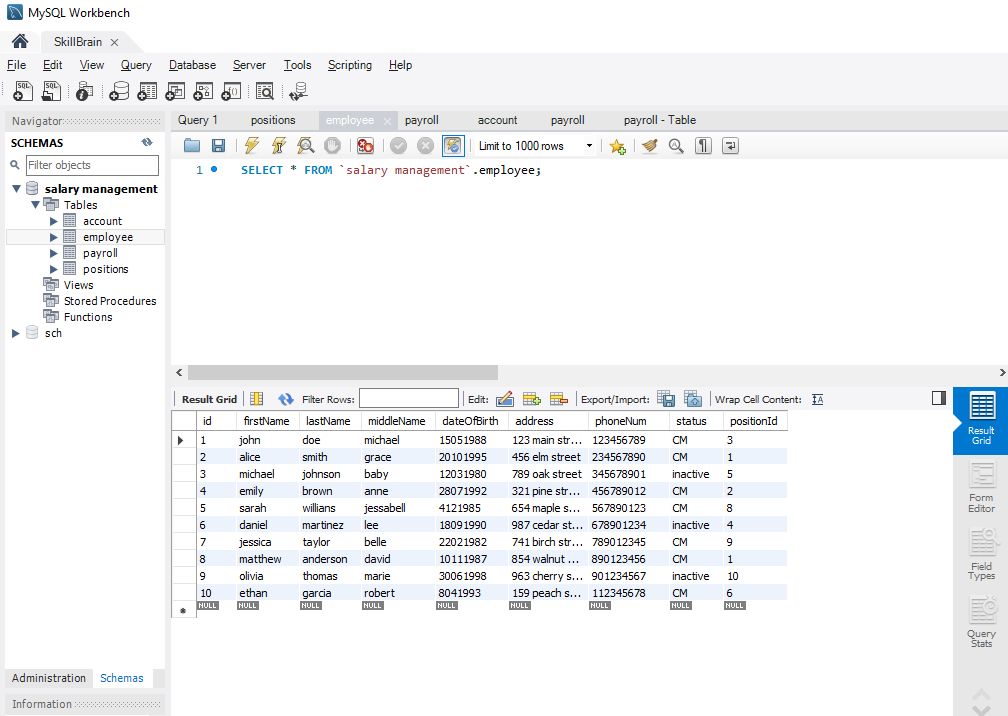 MySQL Workbench
SkillBrain
File Edit View Query Database Server Tools Scripting Help
Navigator
SCHEMAS
Filter objects
salary management
Tables
account
employee
payroll
positions
Views
Stored Procedures
Functions
sch
Administration Schemas
Information
Query 1 positions employee payroll account payroll payroll - Table
Limit to 1000 rows
1 SELECT * FROM `salary management`.employee;
Result Grid Filter Rows: Edit: Export/Import: Wrap Cell Content:
id firstName lastName middleName dateOfBirth address phoneNum status positionId
1 john doe michael 15051988 123 main str... 123456789 CM 3
2 alice smith grace 20101995 456 elm street 234567890 CM 1
3 michael johnson baby 12031980 789 oak street 345678901 inactive 5
4 emily brown anne 28071992 321 pine str... 456789012 CM 2
5 sarah willians jessabell 4121985 654 maple s... 567890123 CM 8
6 daniel martinez lee 18091990 987 cedar st... 678901234 inactive 4
7 jessica taylor belle 22021982 741 birch str... 789012345 CM 9
8 matthew anderson david 10111987 854 walnut ... 890123456 CM 1
9 olivia thomas marie 30061998 963 cherry s... 901234567 inactive 10
10 ethan garcia robert 8041993 159 peach s... 112345678 CM 6
NULL NULL NULL NULL NULL NULL NULL NULL NULL
Result
Grid
Form
Editor
Field
Types
Query
Stats